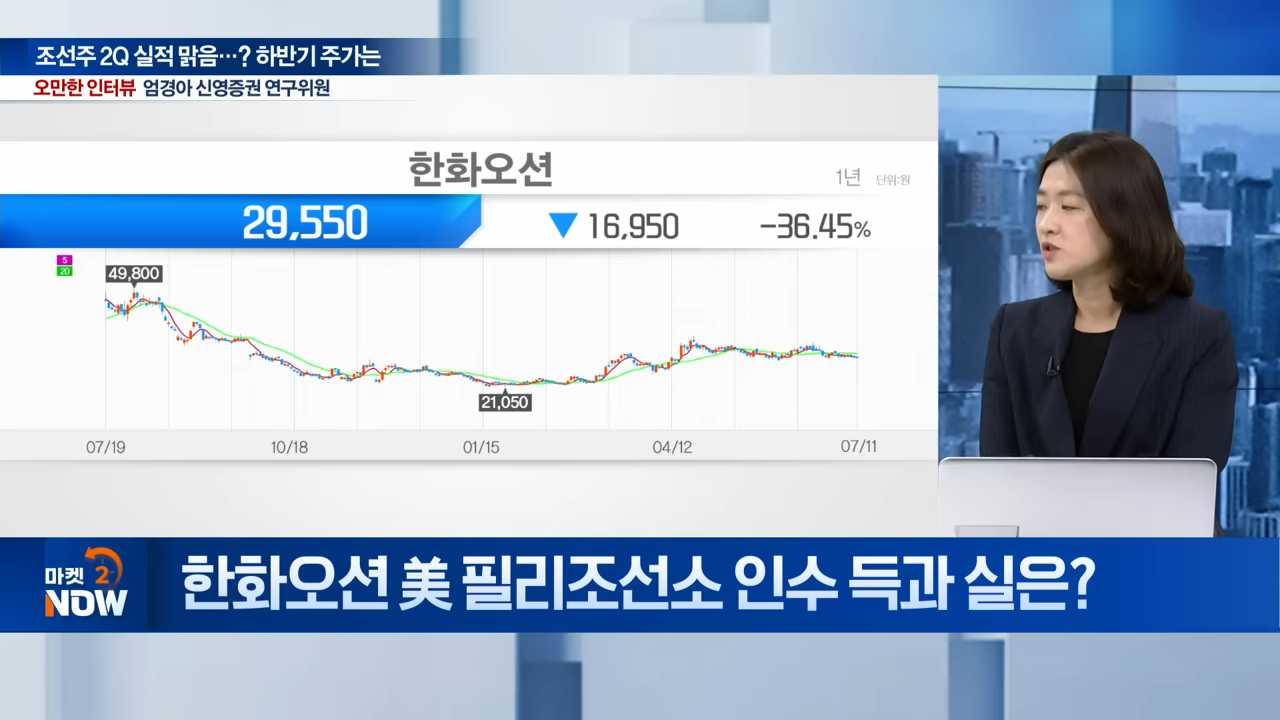 조선주 2Q 실적 맑음…? 하반기 주가는
오만한 인터뷰 엄경아 신영증권 연구위원
한화오션
1년 단위:원
29,550 ▼ 16,950 -36.45%
5
20
49,800
21,050
07/19 10/18 01/15 04/12 07/11
마켓 2
NOW
한화오션 美 필리조선소 인수 득과 실은?